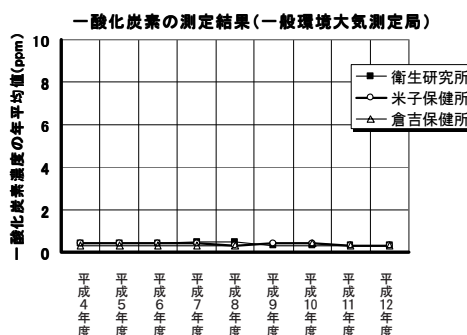 一酸化炭素の測定結果(一般環境大気測定局)
一酸化炭素濃度の年平均値(ppm)
10
8
6
4
2
0
衛生研究所
米子保健所
倉吉保健所
平成4年度
平成5年度
平成6年度
平成7年度
平成8年度
平成9年度
平成10年度
平成11年度
平成12年度